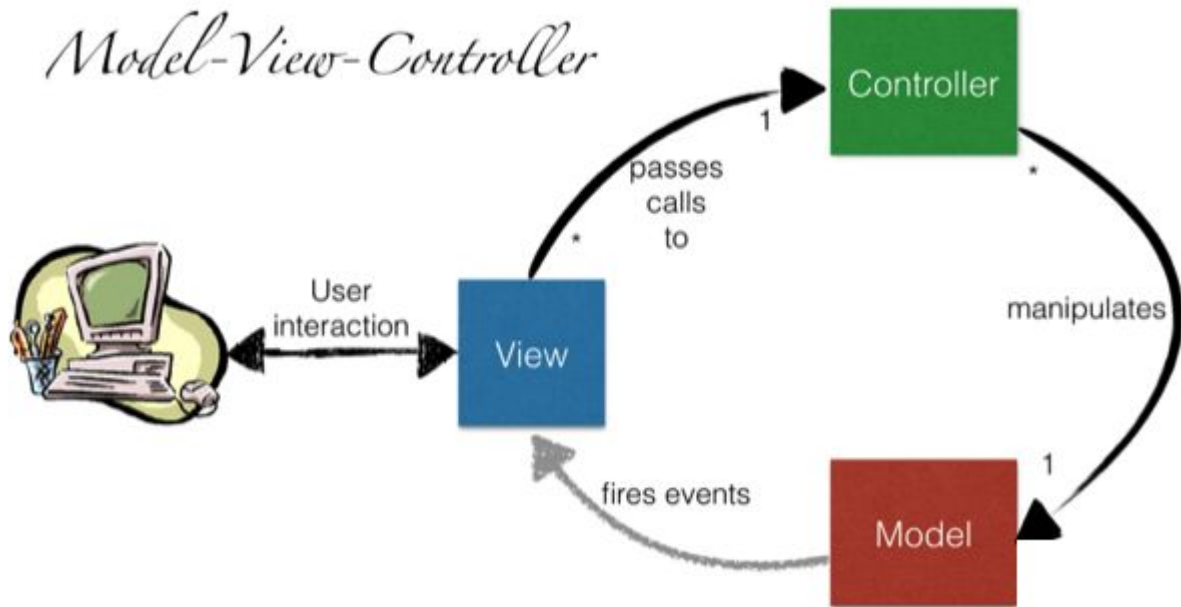 Model-View-Controller
Controller
1
*
passes
calls
to
*
User
interaction
manipulates
View
1
fires events
Model